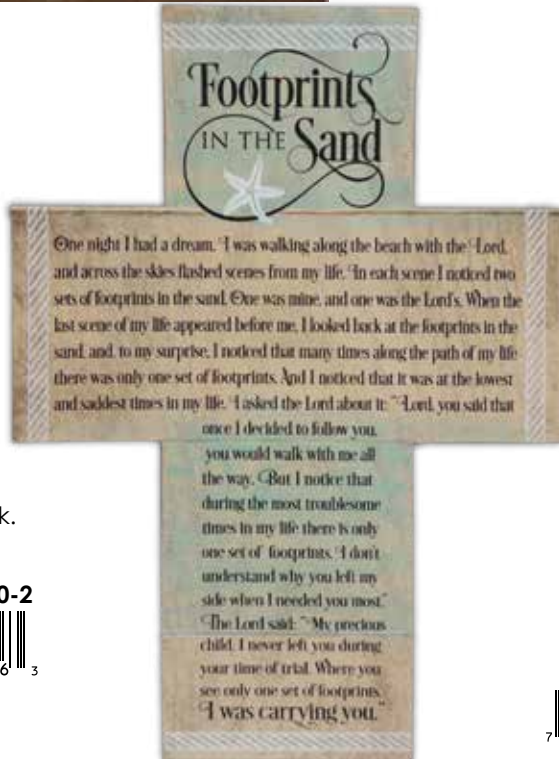 Footprints
IN THE Sand
One night I had a dream. I was walking along the beach with the Lord,
and across the skies flashed scenes from my life. In each scene I noticed two
sets of footprints in the sand. One was mine, and one was the Lord's. When the
last scene of my life appeared before me, I looked back at the footprints in the
sand, and, to my surprise, I noticed that many times along the path of my life
there was only one set of footprints. And I noticed that it was at the lowest
and saddest times in my life. I asked the Lord about it: "Lord, you said that
once I decided to follow you,
you would walk with me all
the way. But I notice that
during the most troublesome
times in my life there is only
one set of footprints. I don't
understand why you left my
side when I needed you most."
The Lord said: "My precious
child, I never left you during
your time of trial. Where you
see only one set of footprints,
I was carrying you."
k.
0-2
6 3
7